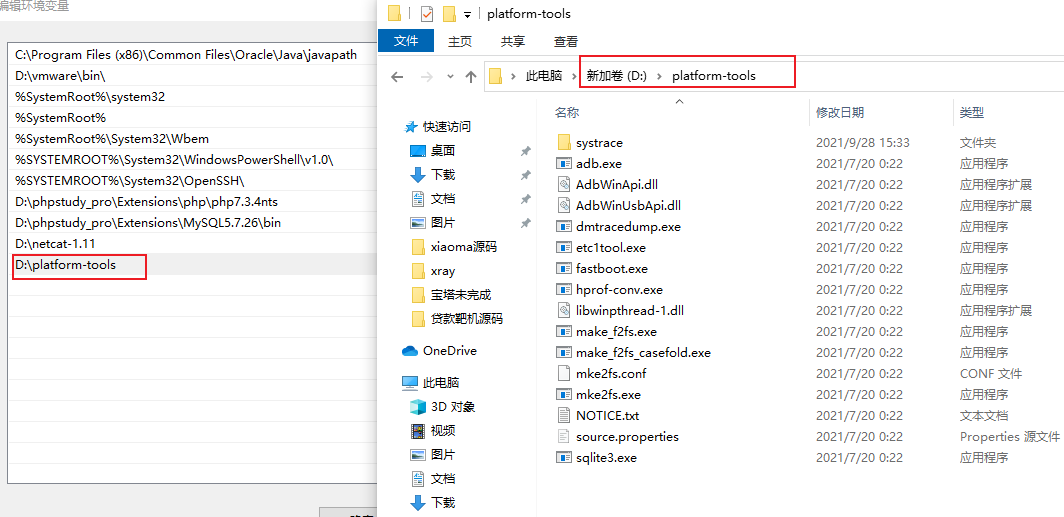 编辑环境变量
C:\Program Files (x86)\Common Files\Oracle\Java\javapath
D:\vmware\bin\
%SystemRoot%\system32
%SystemRoot%
%SystemRoot%\System32\Wbem
%SYSTEMROOT%\System32\WindowsPowerShell\v1.0\
%SYSTEMROOT%\System32\OpenSSH\
D:\phpstudy_pro\Extensions\php\php7.3.4nts
D:\phpstudy_pro\Extensions\MySQL5.7.26\bin
D:\netcat-1.11
D:\platform-tools
platform-tools
文件 主页 共享 查看
此电脑 新加卷 (D:) platform-tools
快速访问
桌面
下载
文档
图片
xiaoma源码
xray
宝塔未完成
贷款靶机源码
OneDrive
此电脑
3D 对象
视频
图片
文档
下载
名称 修改日期 类型
systrace 2021/9/28 15:33 文件夹
adb.exe 2021/7/20 0:22 应用程序
AdbWinApi.dll 2021/7/20 0:22 应用程序扩展
AdbWinUsbApi.dll 2021/7/20 0:22 应用程序扩展
dmtracedump.exe 2021/7/20 0:22 应用程序
etc1tool.exe 2021/7/20 0:22 应用程序
fastboot.exe 2021/7/20 0:22 应用程序
hprof-conv.exe 2021/7/20 0:22 应用程序
libwinpthread-1.dll 2021/7/20 0:22 应用程序扩展
make_f2fs.exe 2021/7/20 0:22 应用程序
make_f2fs_casefold.exe 2021/7/20 0:22 应用程序
mke2fs.conf 2021/7/20 0:22 CONF 文件
mke2fs.exe 2021/7/20 0:22 应用程序
NOTICE.txt 2021/7/20 0:22 文本文档
source.properties 2021/7/20 0:22 Properties 源文件
sqlite3.exe 2021/7/20 0:22 应用程序